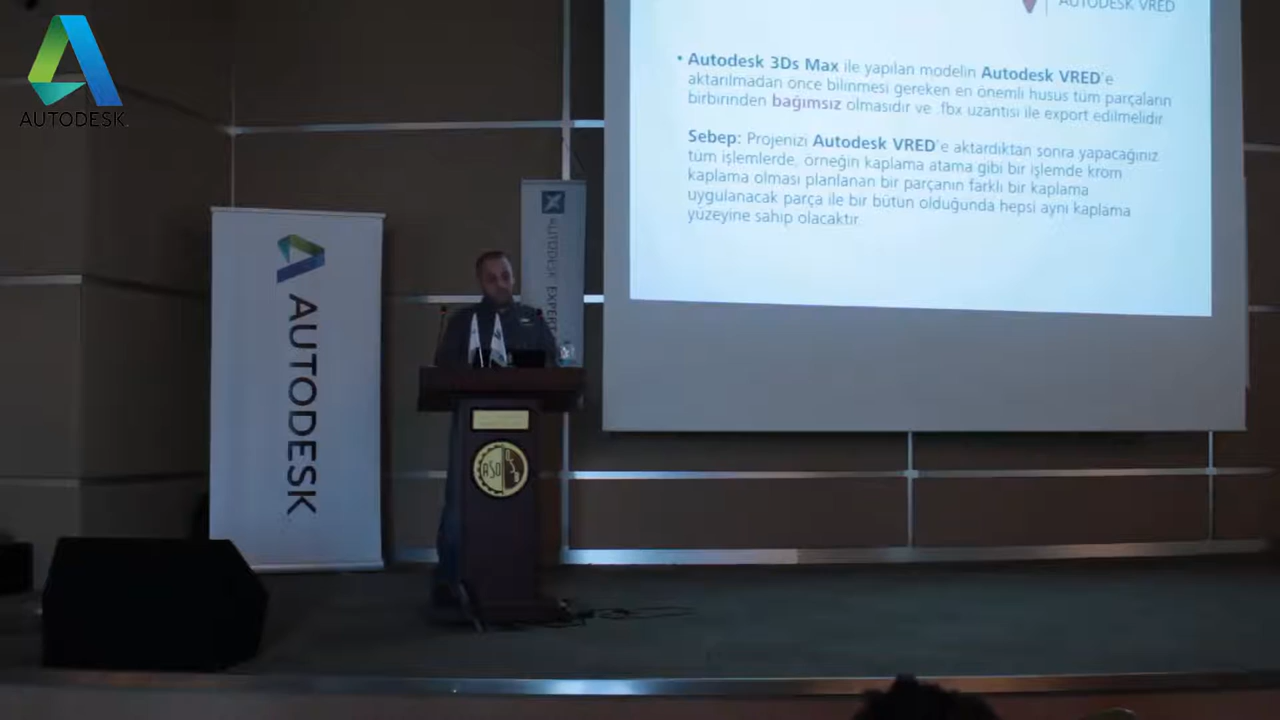 AUTODESK.
AUTODESK VRED
• Autodesk 3Ds Max ile yapılan modelin Autodesk VRED'e
aktarılmadan önce bilinmesi gereken en önemli husus tüm parçaların
birbirinden bağımsız olmasıdır ve fbx uzantısı ile export edilmelidir
Sebep: Projenizi Autodesk VRED'e aktardıktan sonra yapacağınız
tüm işlemlerde, örneğin kaplama atama gibi bir işlemde krom
kaplama olması planlanan bir parçanın farklı bir kaplama
uygulanacak parça ile bir bütün olduğunda hepsi aynı kaplama
yüzeyine sahip olacaktır.
AUTODESK.
AUTODESK EXPERT
ASO